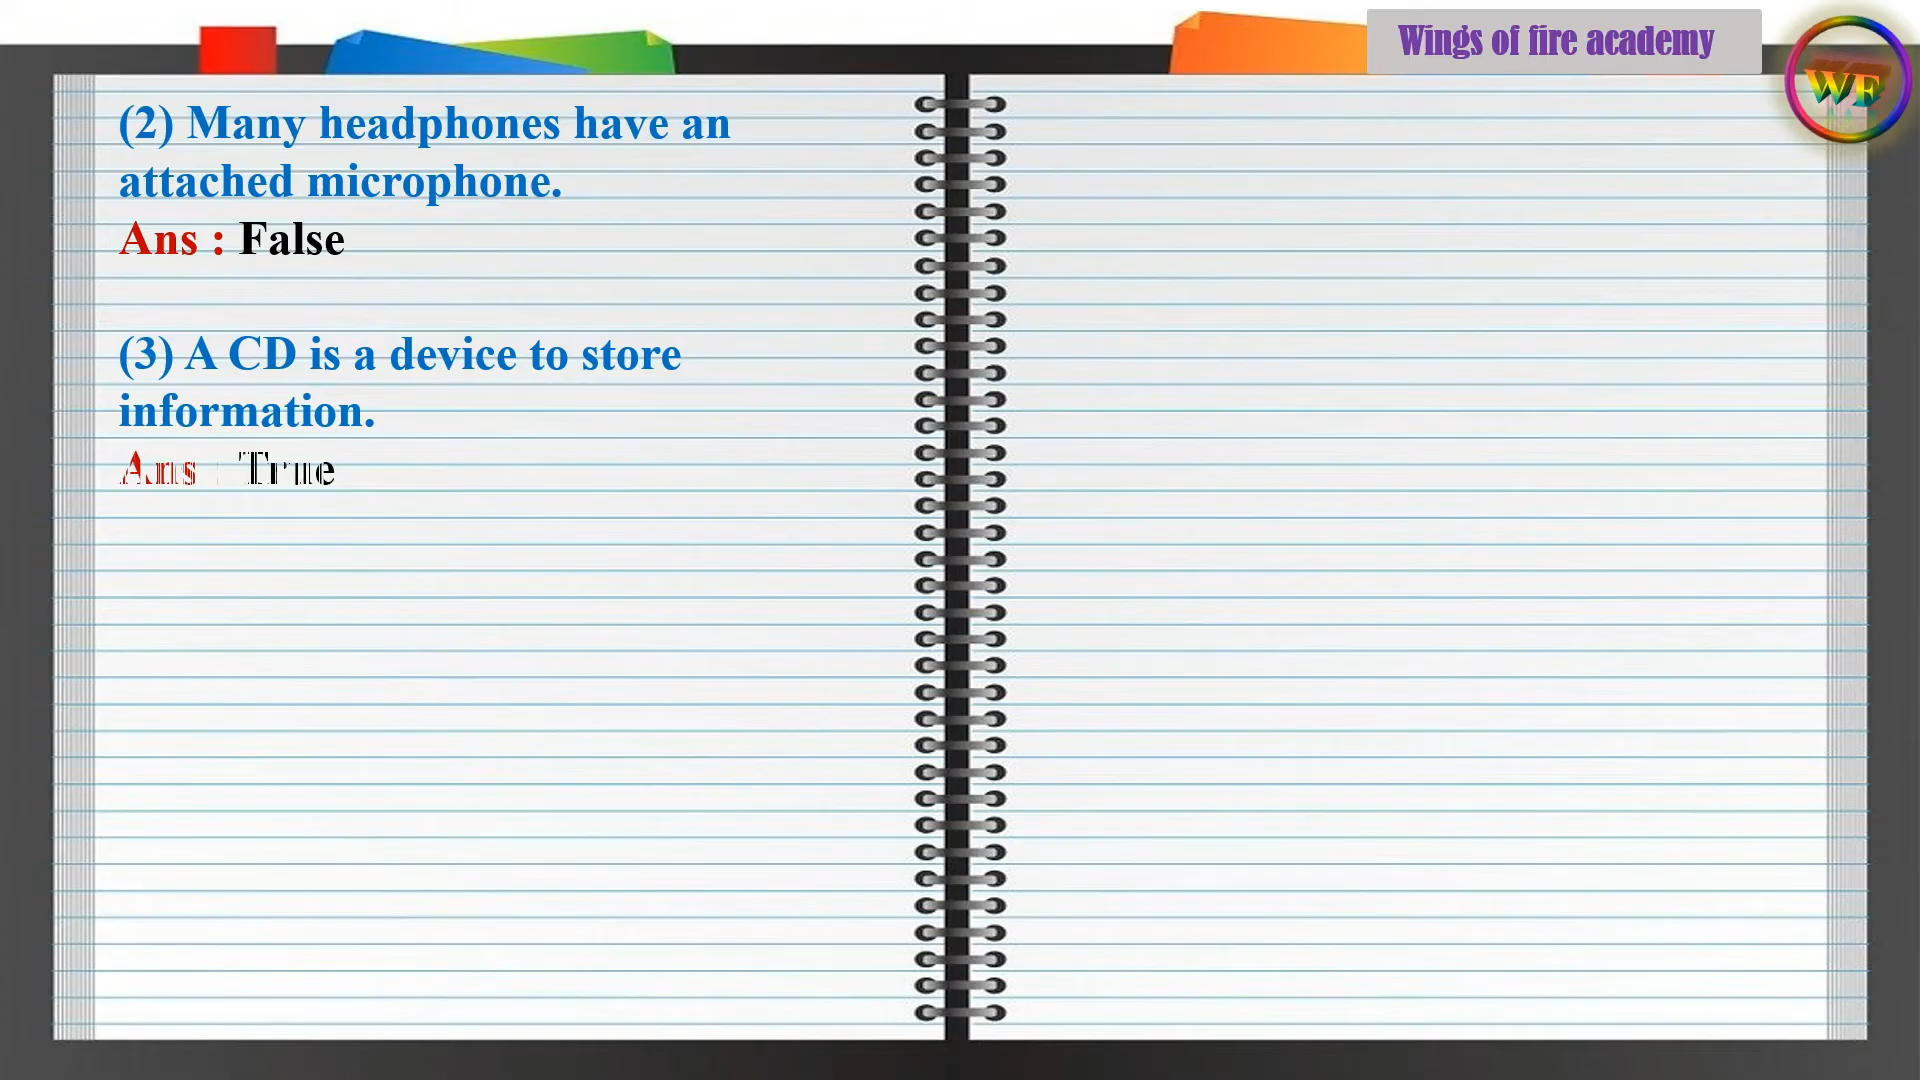 Wings of fire academy
WF
(2) Many headphones have an
attached microphone.
Ans : False
(3) A CD is a device to store
information.
Ans : True